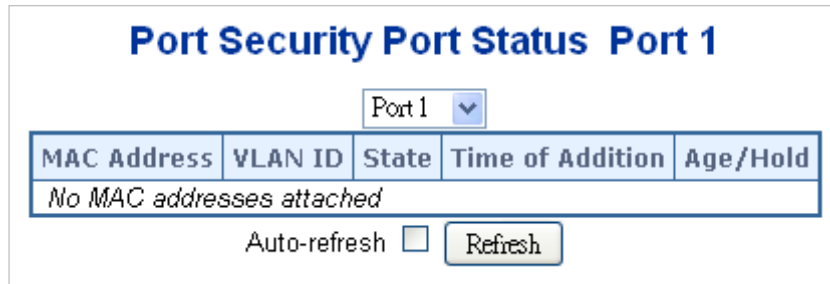 Port Security Port Status Port 1
Port 1
MAC Address VLAN ID State Time of Addition Age/Hold
No MAC addresses attached
Auto-refresh Refresh